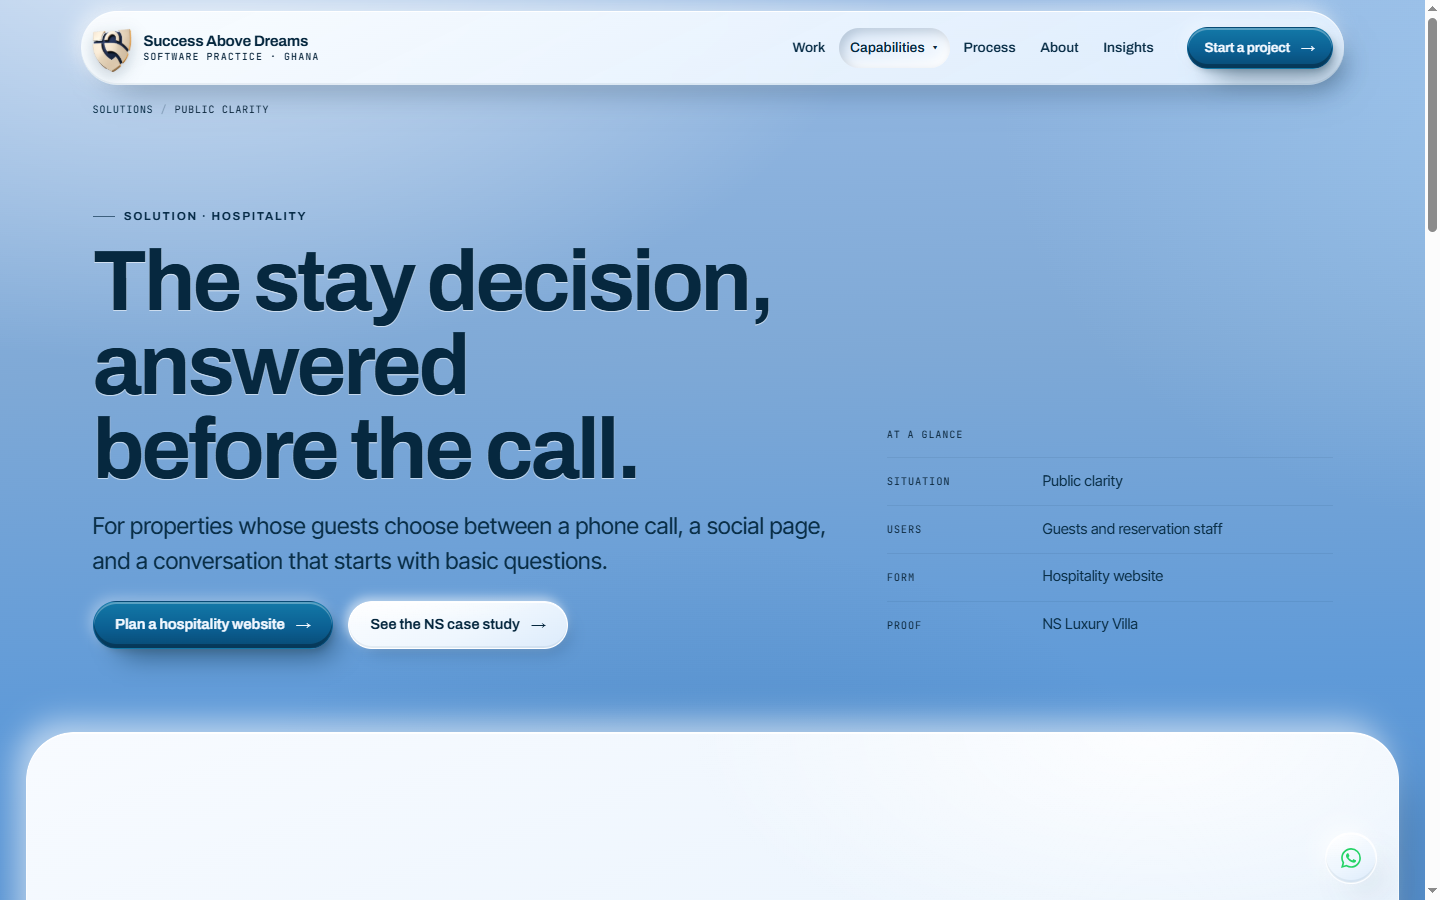 Success Above Dreams
SOFTWARE PRACTICE · GHANA
Work
Capabilities
Process
About
Insights
Start a project →
SOLUTIONS / PUBLIC CLARITY
SOLUTION · HOSPITALITY
The stay decision,
answered
before the call.
For properties whose guests choose between a phone call, a social page,
and a conversation that starts with basic questions.
Plan a hospitality website →
See the NS case study →
AT A GLANCE
SITUATION Public clarity
USERS Guests and reservation staff
FORM Hospitality website
PROOF NS Luxury Villa